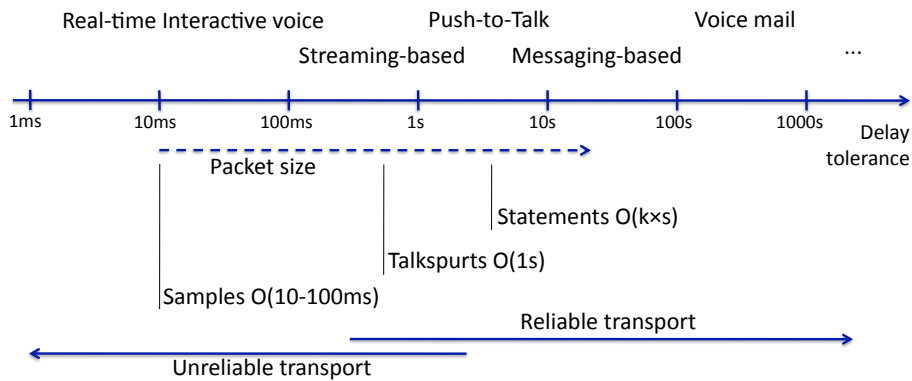 Real-time Interactive voice Push-to-Talk Voice mail
Streaming-based Messaging-based ...
1ms 10ms 100ms 1s 10s 100s 1000s Delay
tolerance
Packet size
Statements O(k×s)
Talkspurts O(1s)
Samples O(10-100ms)
Reliable transport
Unreliable transport